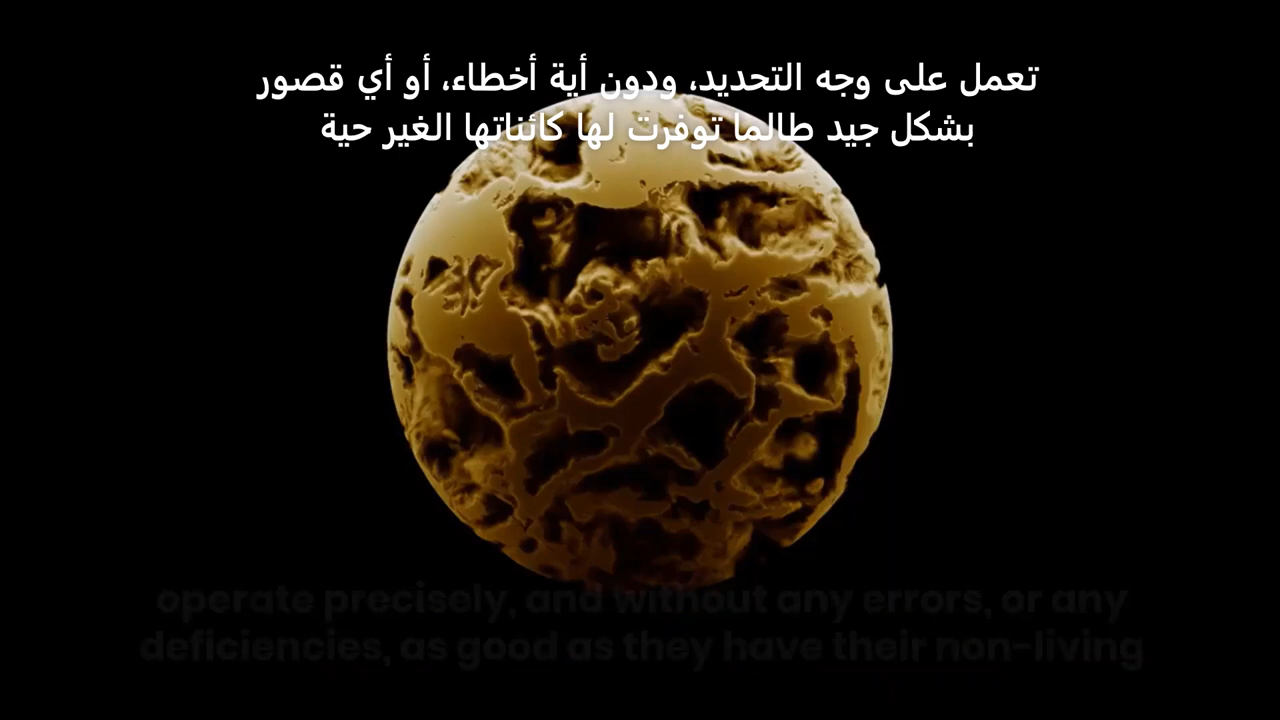 تعمل على وجه التحديد، ودون أية أخطاء، أو أي قصور
بشكل جيد طالما توفرت لها كائناتها الغير حية
operate precisely, and without any errors, or any
deficiencies, as good as they have their non-living